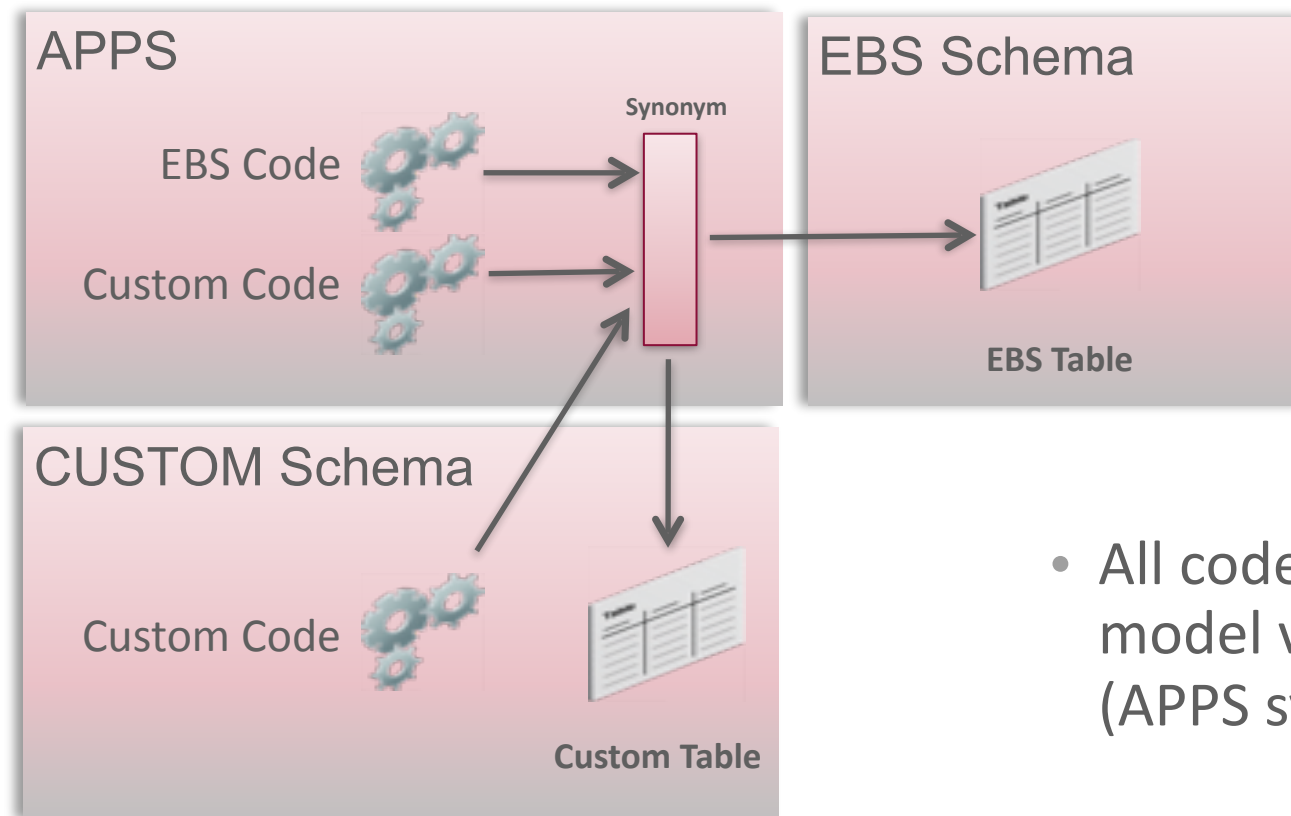 APPS
Synonym
EBS Code
Custom Code
EBS Schema
EBS Table
CUSTOM Schema
Custom Code
Custom Table
• All code
model
(APPS